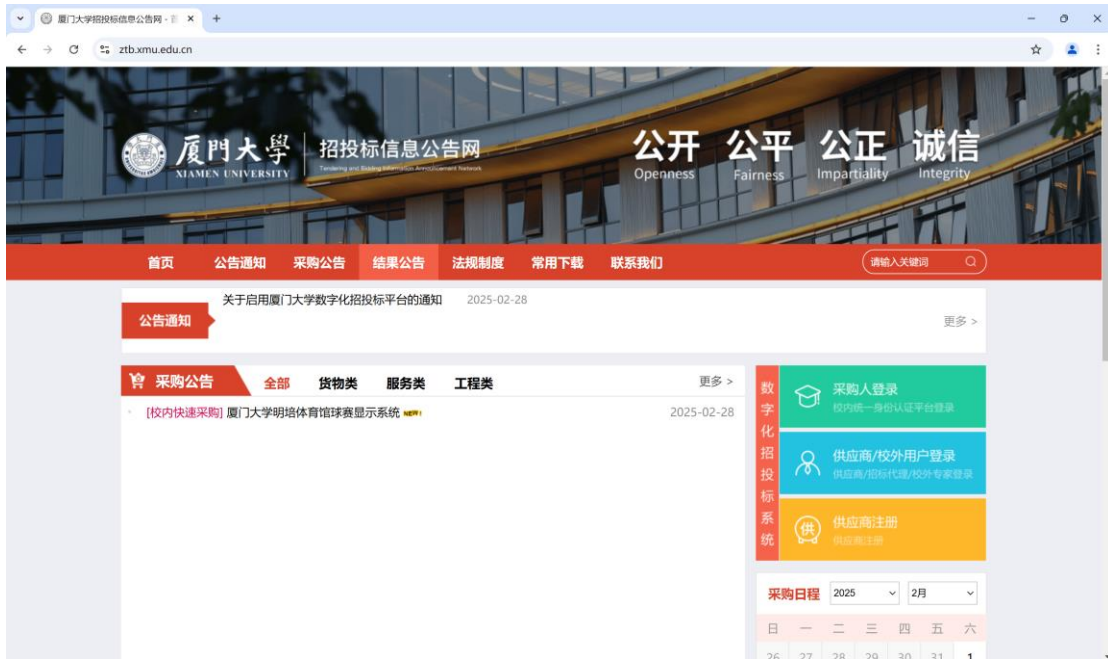 厦门大学招投标信息公告网 -
ztb.xmu.edu.cn
厦門大學
XIAMEN UNIVERSITY
招投标信息公告网
Tendering and Bidding Information Announcement Network
公开 公平 公正 诚信
Openness Fairness Impartiality Integrity
首页 公告通知 采购公告 结果公告 法规制度 常用下载 联系我们 请输入关键词
公告通知
关于启用厦门大学数字化招投标平台的通知 2025-02-28
更多 >
采购公告 全部 货物类 服务类 工程类 更多 >
[校内快速采购] 厦门大学明培体育馆球赛显示系统 NEW! 2025-02-28
数字化招投标系统
采购人登录
校内统一身份认证平台登录
供应商/校外用户登录
供应商/招标代理/校外专家登录
供
供应商注册
供应商注册
采购日程 2025 2月
日 一 二 三 四 五 六
26 27 28 29 30 31 1